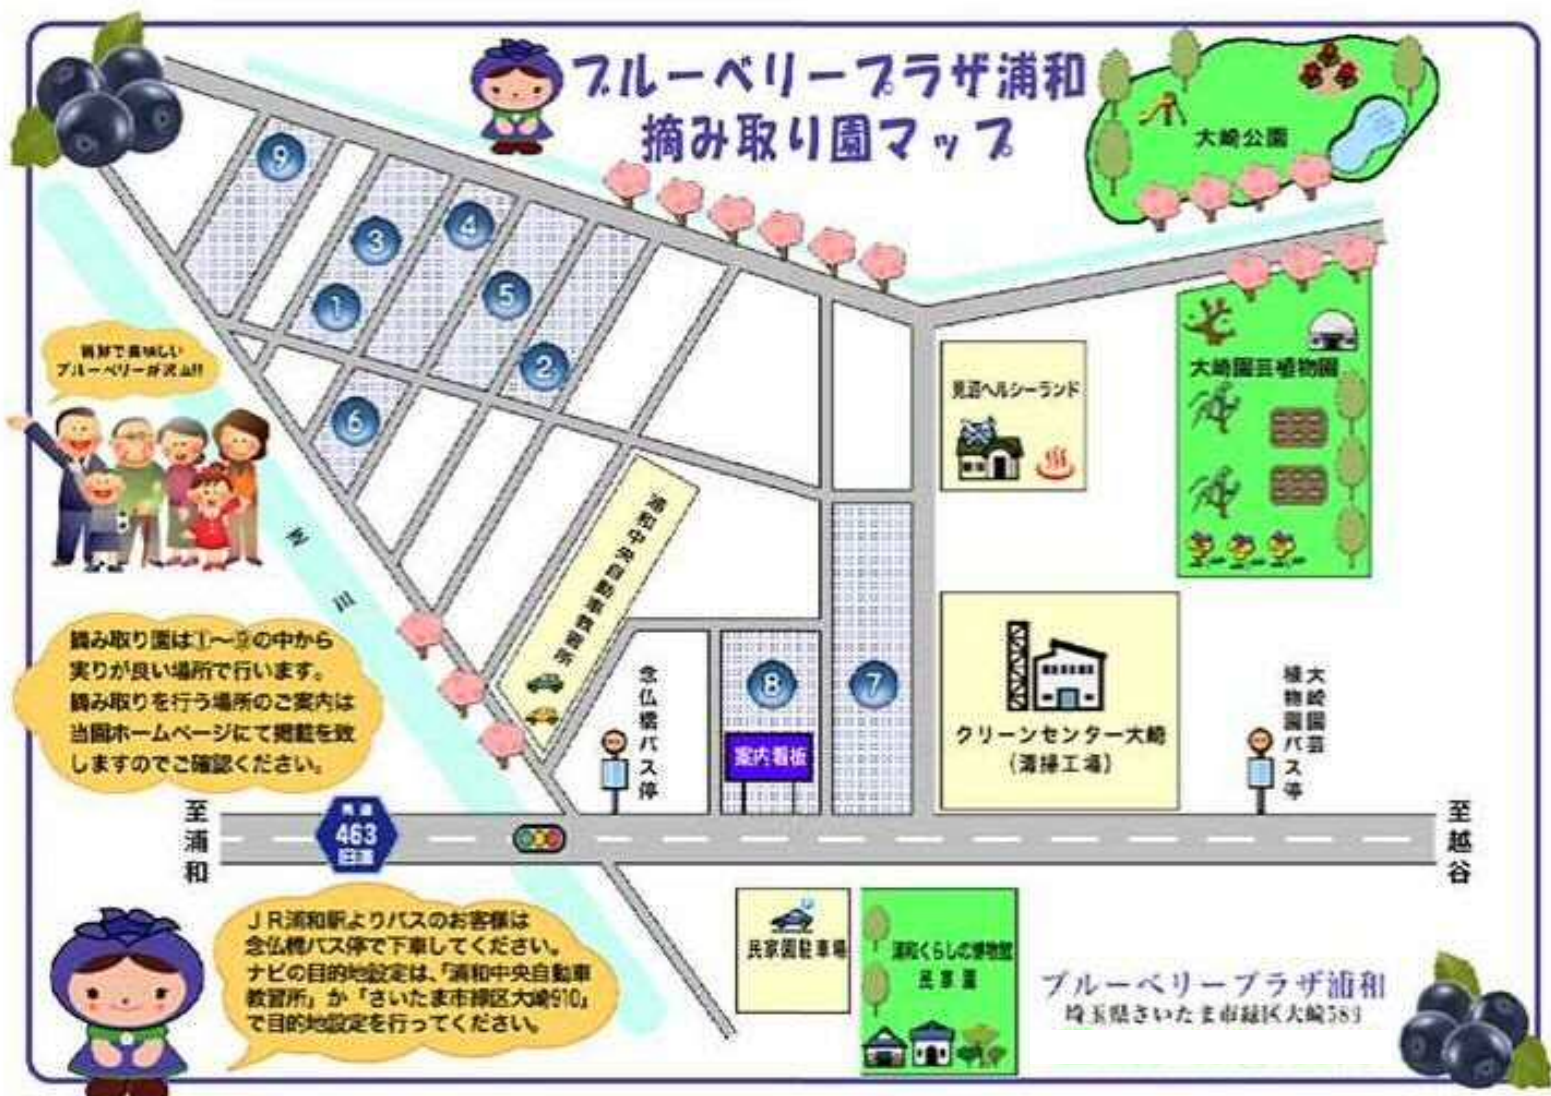 ブルーベリープラザ浦和
摘み取り園マップ
大崎公園
⑨
③
④
①
⑤
②
⑥
新鮮で美味しい
ブルーベリーが沢山!!
見沼ヘルシーランド
大崎園芸植物園
浦和中央自動車教習所
芝川
摘み取り園は①〜⑨の中から
実りが良い場所で行います。
摘み取りを行う場所のご案内は
当園ホームページにて掲載を致
しますのでご確認ください。
念仏橋バス停
⑧
⑦
案内看板
クリーンセンター大崎
(清掃工場)
大崎園芸
植物園バス停
至浦和
463
旧道
至越谷
JR浦和駅よりバスのお客様は
念仏橋バス停で下車してください。
ナビの目的地設定は、「浦和中央自動車
教習所」か「さいたま市緑区大崎910」
で目的地設定を行ってください。
民家園駐車場
浦和くらしの博物館
民家園
ブルーベリープラザ浦和
埼玉県さいたま市緑区大崎583